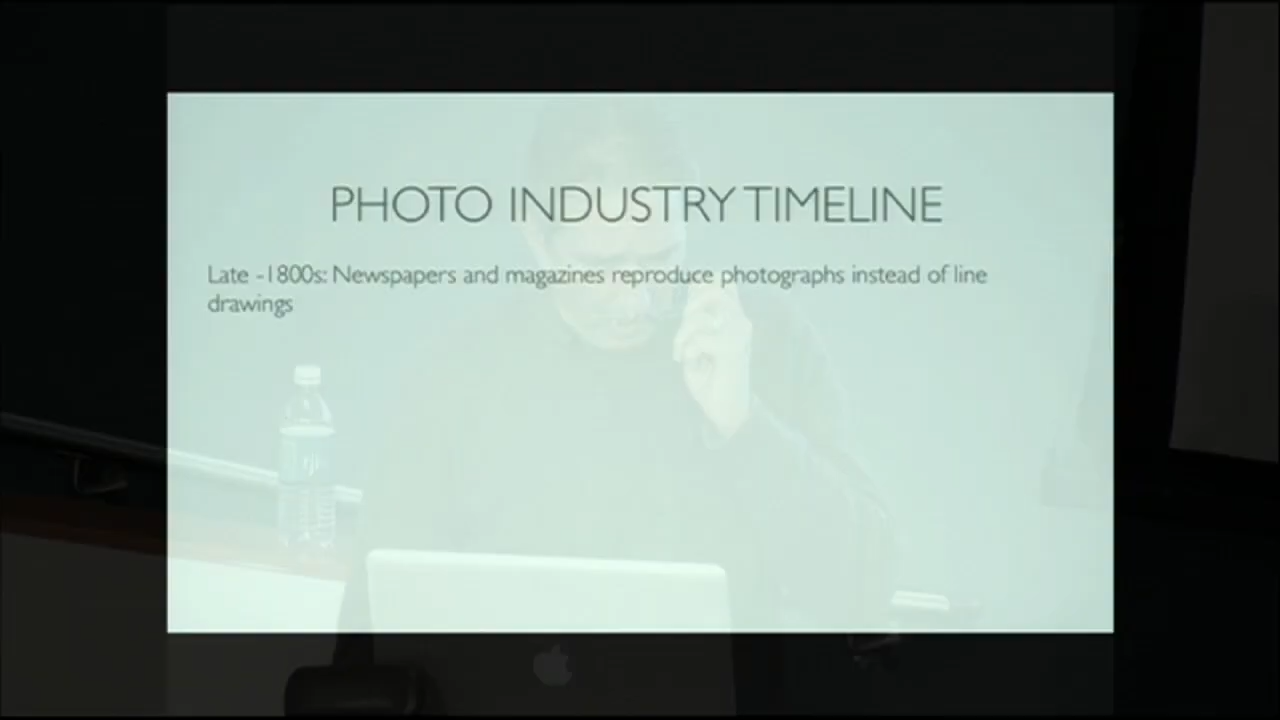 PHOTO INDUSTRY TIMELINE
Late -1800s: Newspapers and magazines reproduce photographs instead of line
drawings